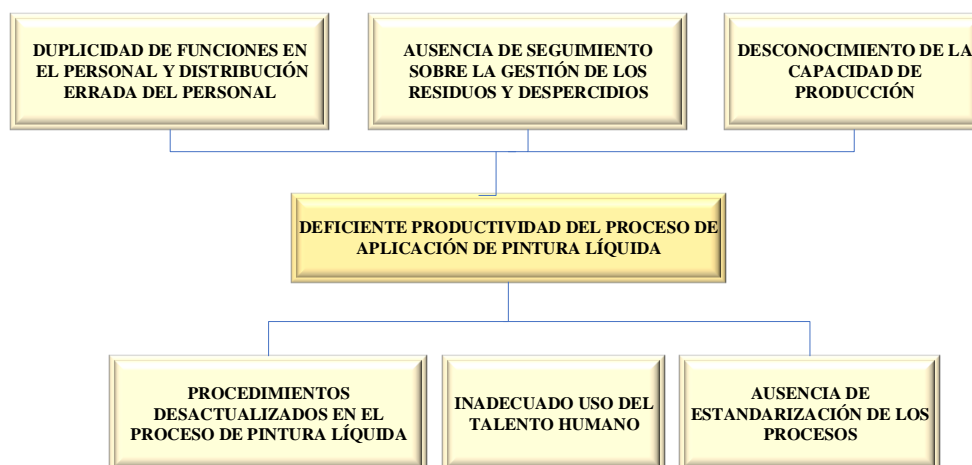 DUPLICIDAD DE FUNCIONES EN
EL PERSONAL Y DISTRIBUCIÓN
ERRADA DEL PERSONAL
AUSENCIA DE SEGUIMIENTO
SOBRE LA GESTIÓN DE LOS
RESIDUOS Y DESPERCIDIOS
DESCONOCIMIENTO DE LA
CAPACIDAD DE
PRODUCCIÓN
DEFICIENTE PRODUCTIVIDAD DEL PROCESO DE
APLICACIÓN DE PINTURA LÍQUIDA
PROCEDIMIENTOS
DESACTUALIZADOS EN EL
PROCESO DE PINTURA LÍQUIDA
INADECUADO USO DEL
TALENTO HUMANO
AUSENCIA DE
ESTANDARIZACIÓN DE LOS
PROCESOS